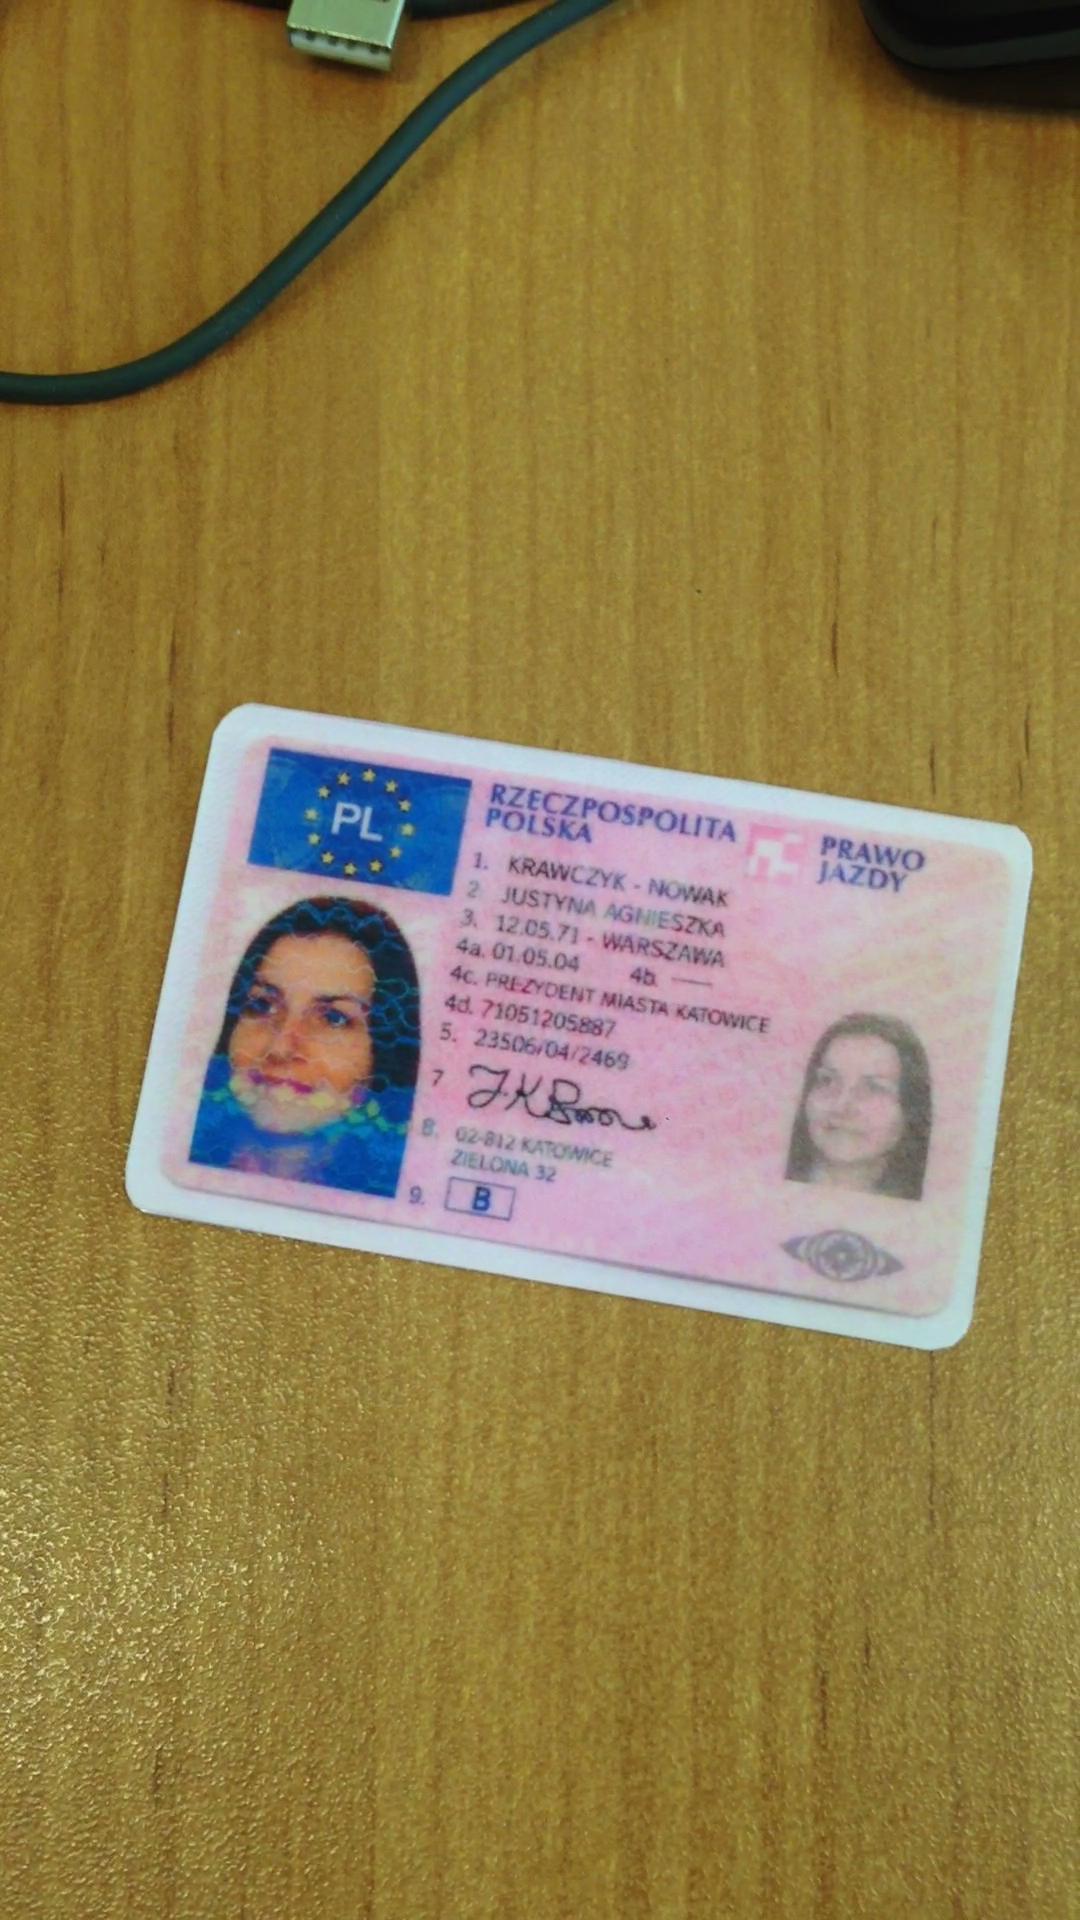 PL
RZECZPOSPOLITA POLSKA
PRAWO JAZDY
1. KRAWCZYK - NOWAK
2 JUSTYNA AGNIESZKA
3. 12.05.71 - WARSZAWA
4a. 01.05.04 4b. —
4c. PREZYDENT MIASTA KATOWICE
4d. 71051205887
5. 23506/04/2469
7
8. 02-812 KATOWICE
ZIELONA 32
9. B